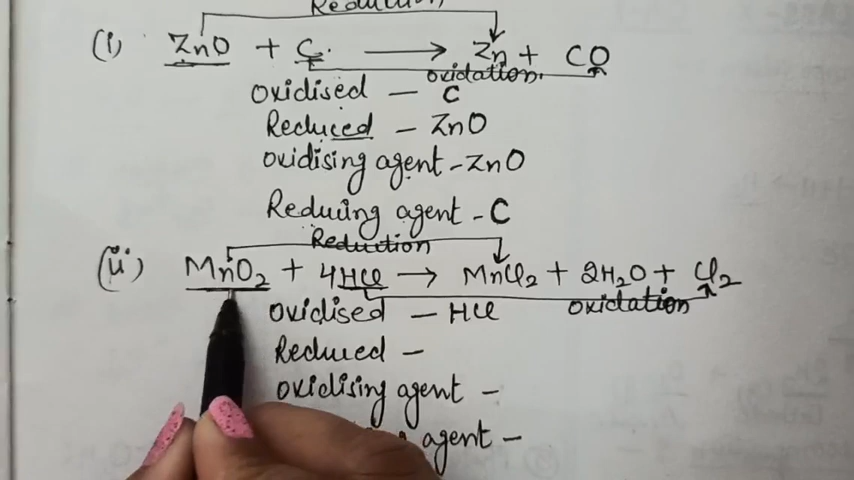 Reduction
(i) ZnO + C. → Zn + CO
oxidation.
Oxidised — C
Reduced - ZnO
oxidising agent - ZnO
Reducing agent - C
Reduction
(ii) MnO2 + 4HCl → MnCl2 + 2H2O + Cl2
oxidation
Oxidised — HCl
Reduced —
oxidising agent -
agent -